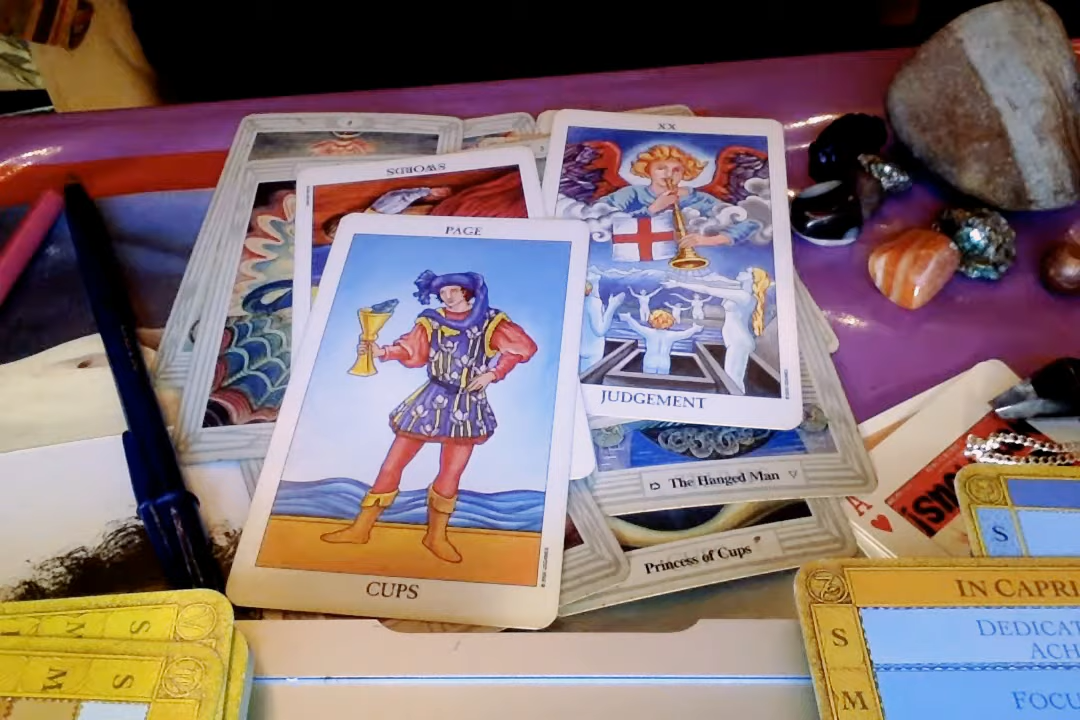 XX
SWORDS
PAGE
JUDGEMENT
The Hanged Man
Princess of Cups
CUPS
A
S
IN CAPRI
S
DEDICAT
ACH
M
FOCU
S
M
S
M